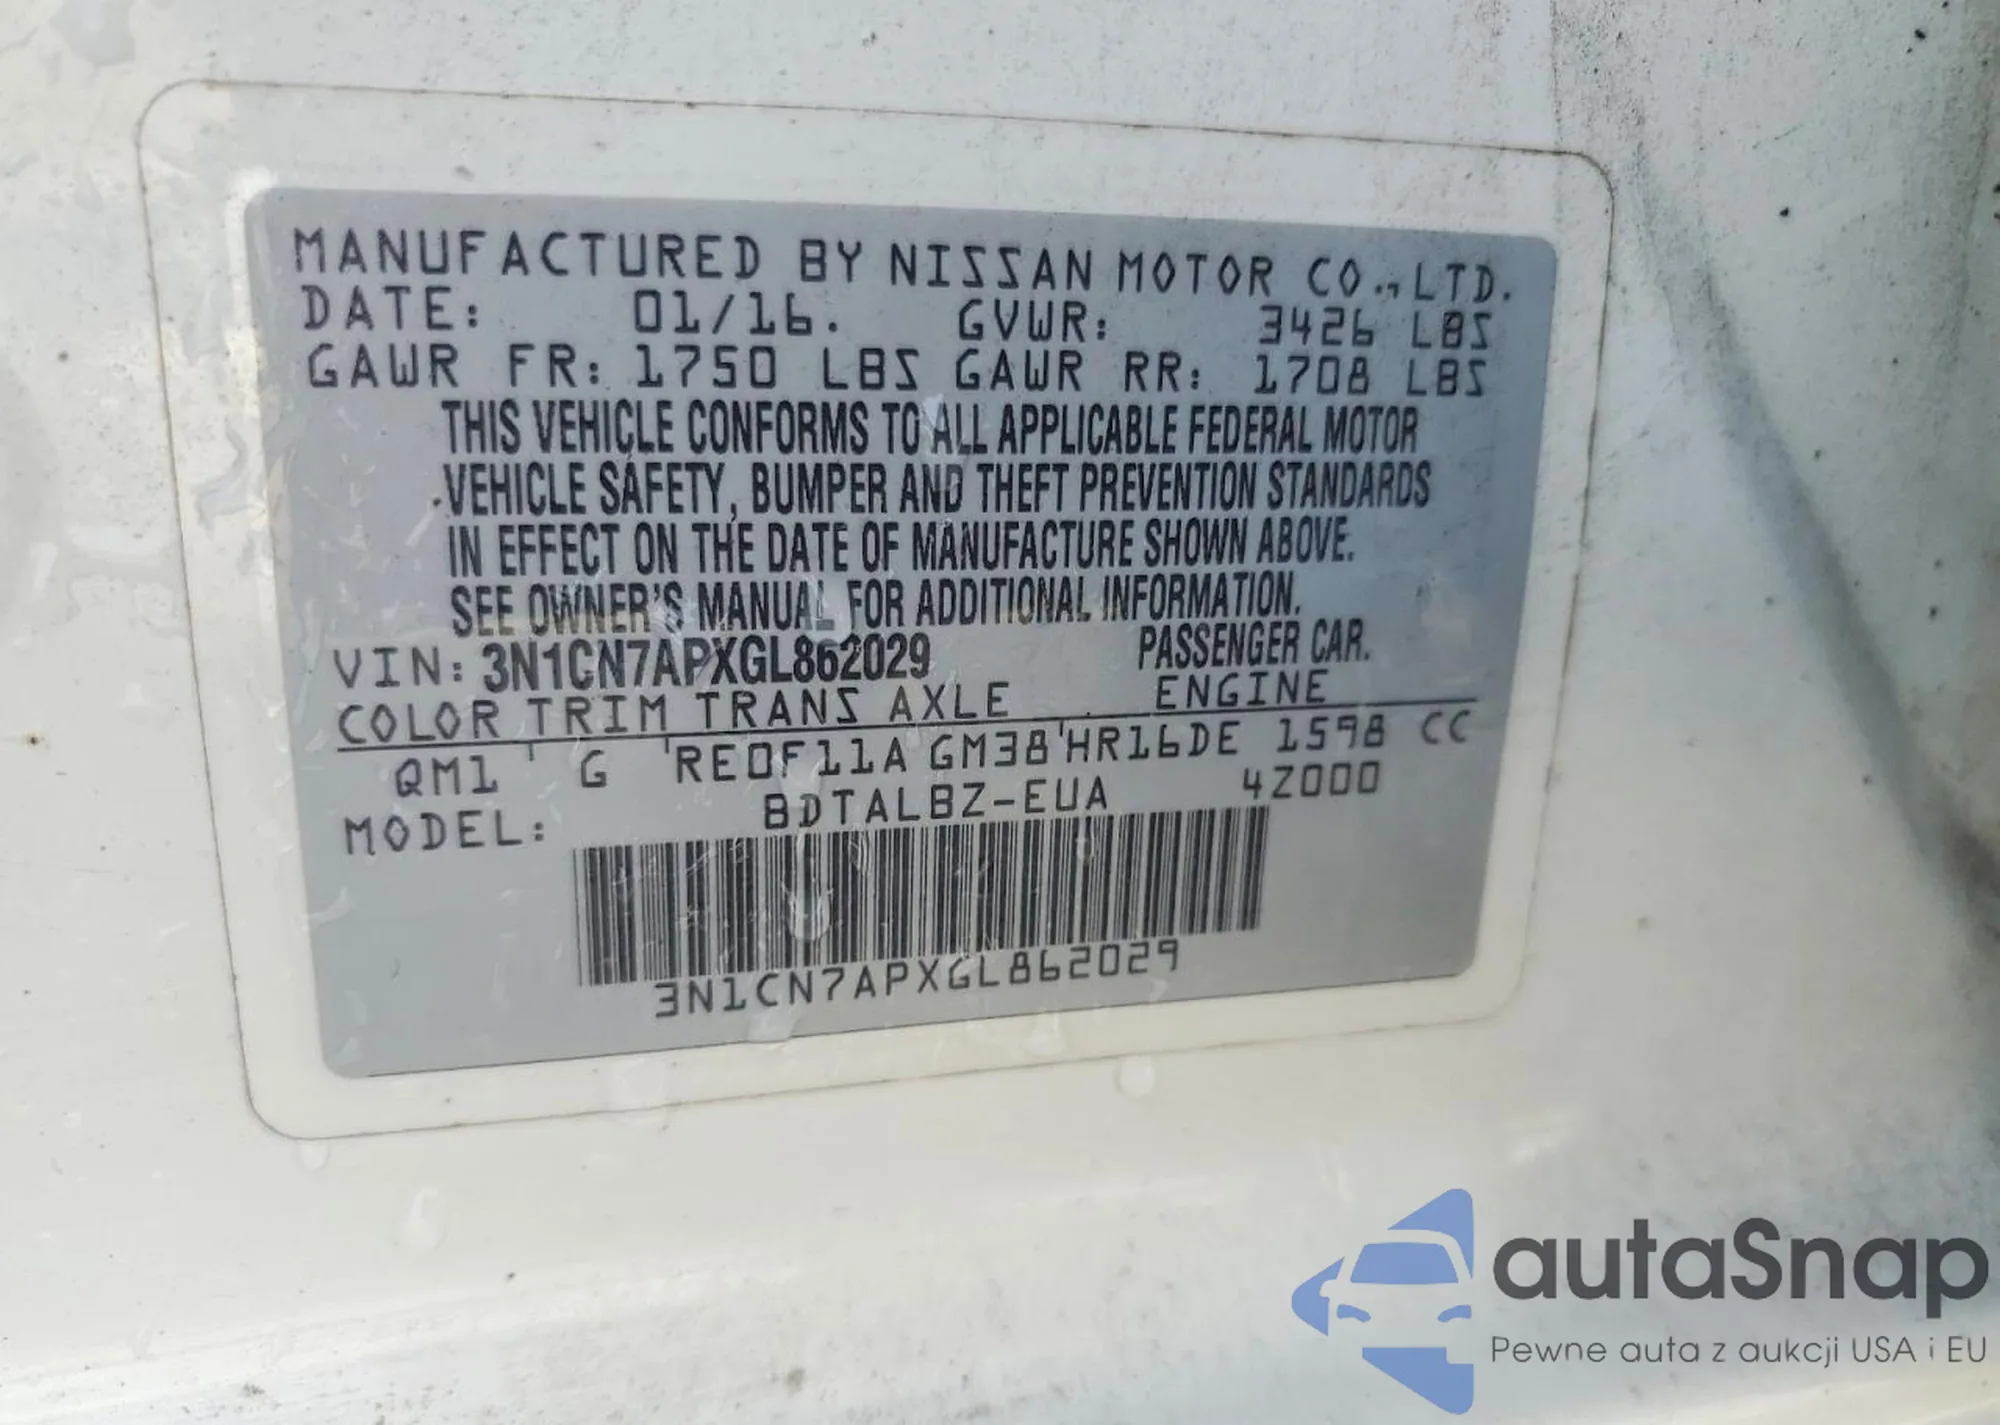 MANUFACTURED BY NISSAN MOTOR CO., LTD.
DATE: 01/16. GVWR: 3426 LBS
GAWR FR: 1750 LBS GAWR RR: 1708 LBS
THIS VEHICLE CONFORMS TO ALL APPLICABLE FEDERAL MOTOR
VEHICLE SAFETY, BUMPER AND THEFT PREVENTION STANDARDS
IN EFFECT ON THE DATE OF MANUFACTURE SHOWN ABOVE.
SEE OWNER'S MANUAL FOR ADDITIONAL INFORMATION.
VIN: 3N1CN7APXGL862029 PASSENGER CAR.
COLOR TRIM TRANS AXLE ENGINE
QM1 G RE0F11A GM38 HR16DE 1598 CC
MODEL: BDTALBZ-EUA 4Z000
3N1CN7APXGL862029
autaSnap
Pewne auta z aukcji USA i EU